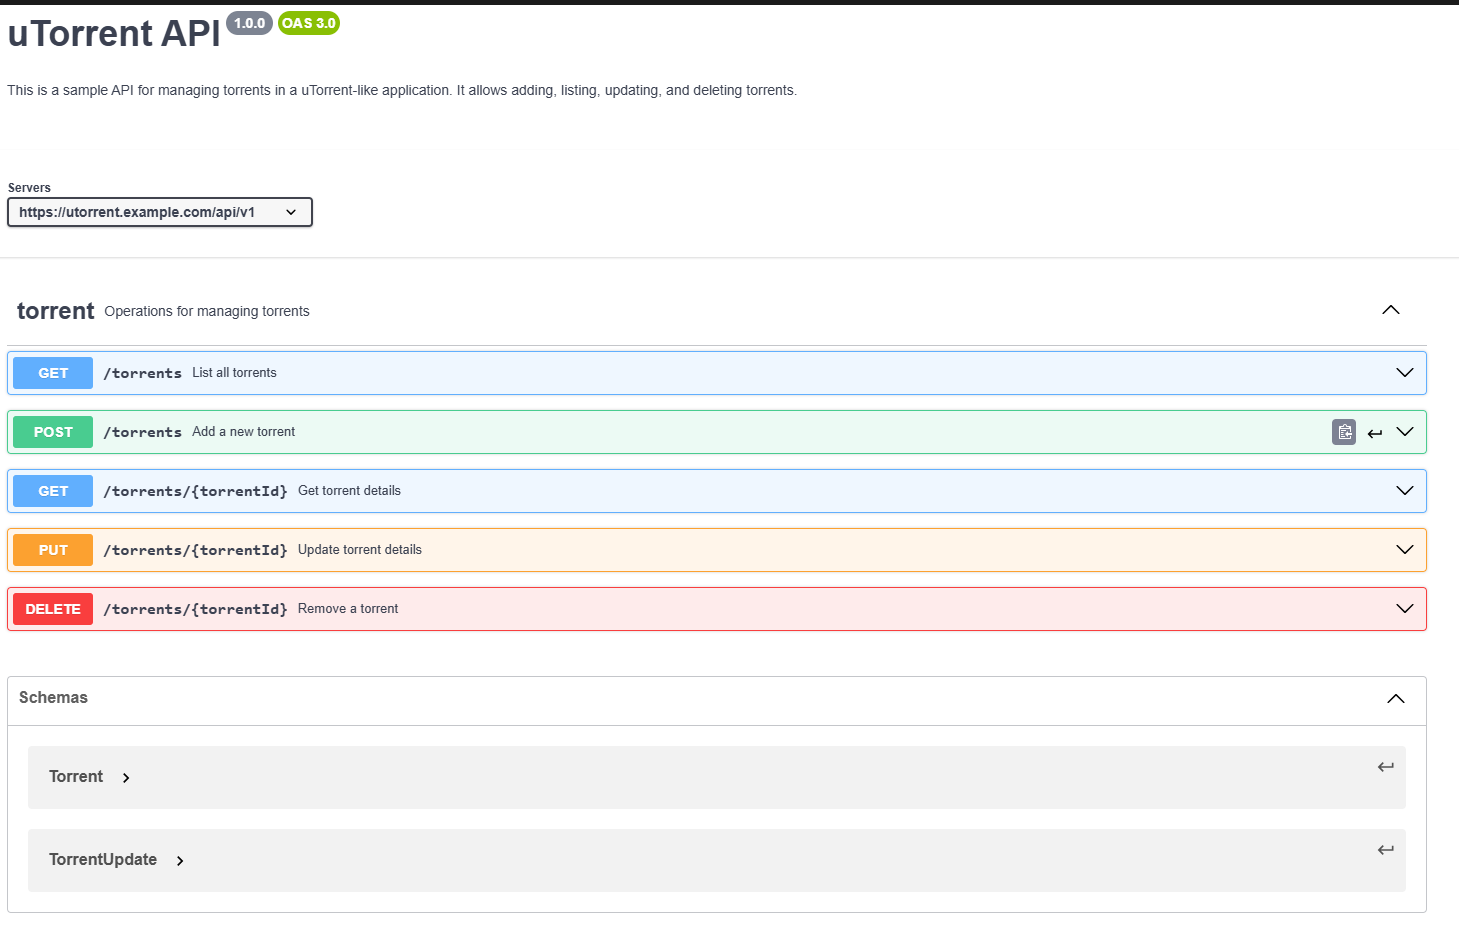 uTorrent API 1.0.0 OAS 3.0
This is a sample API for managing torrents in a uTorrent-like application. It allows adding, listing, updating, and deleting torrents.
Servers
https://utorrent.example.com/api/v1
torrent Operations for managing torrents
GET /torrents List all torrents
POST /torrents Add a new torrent
GET /torrents/{torrentId} Get torrent details
PUT /torrents/{torrentId} Update torrent details
DELETE /torrents/{torrentId} Remove a torrent
Schemas
Torrent
TorrentUpdate